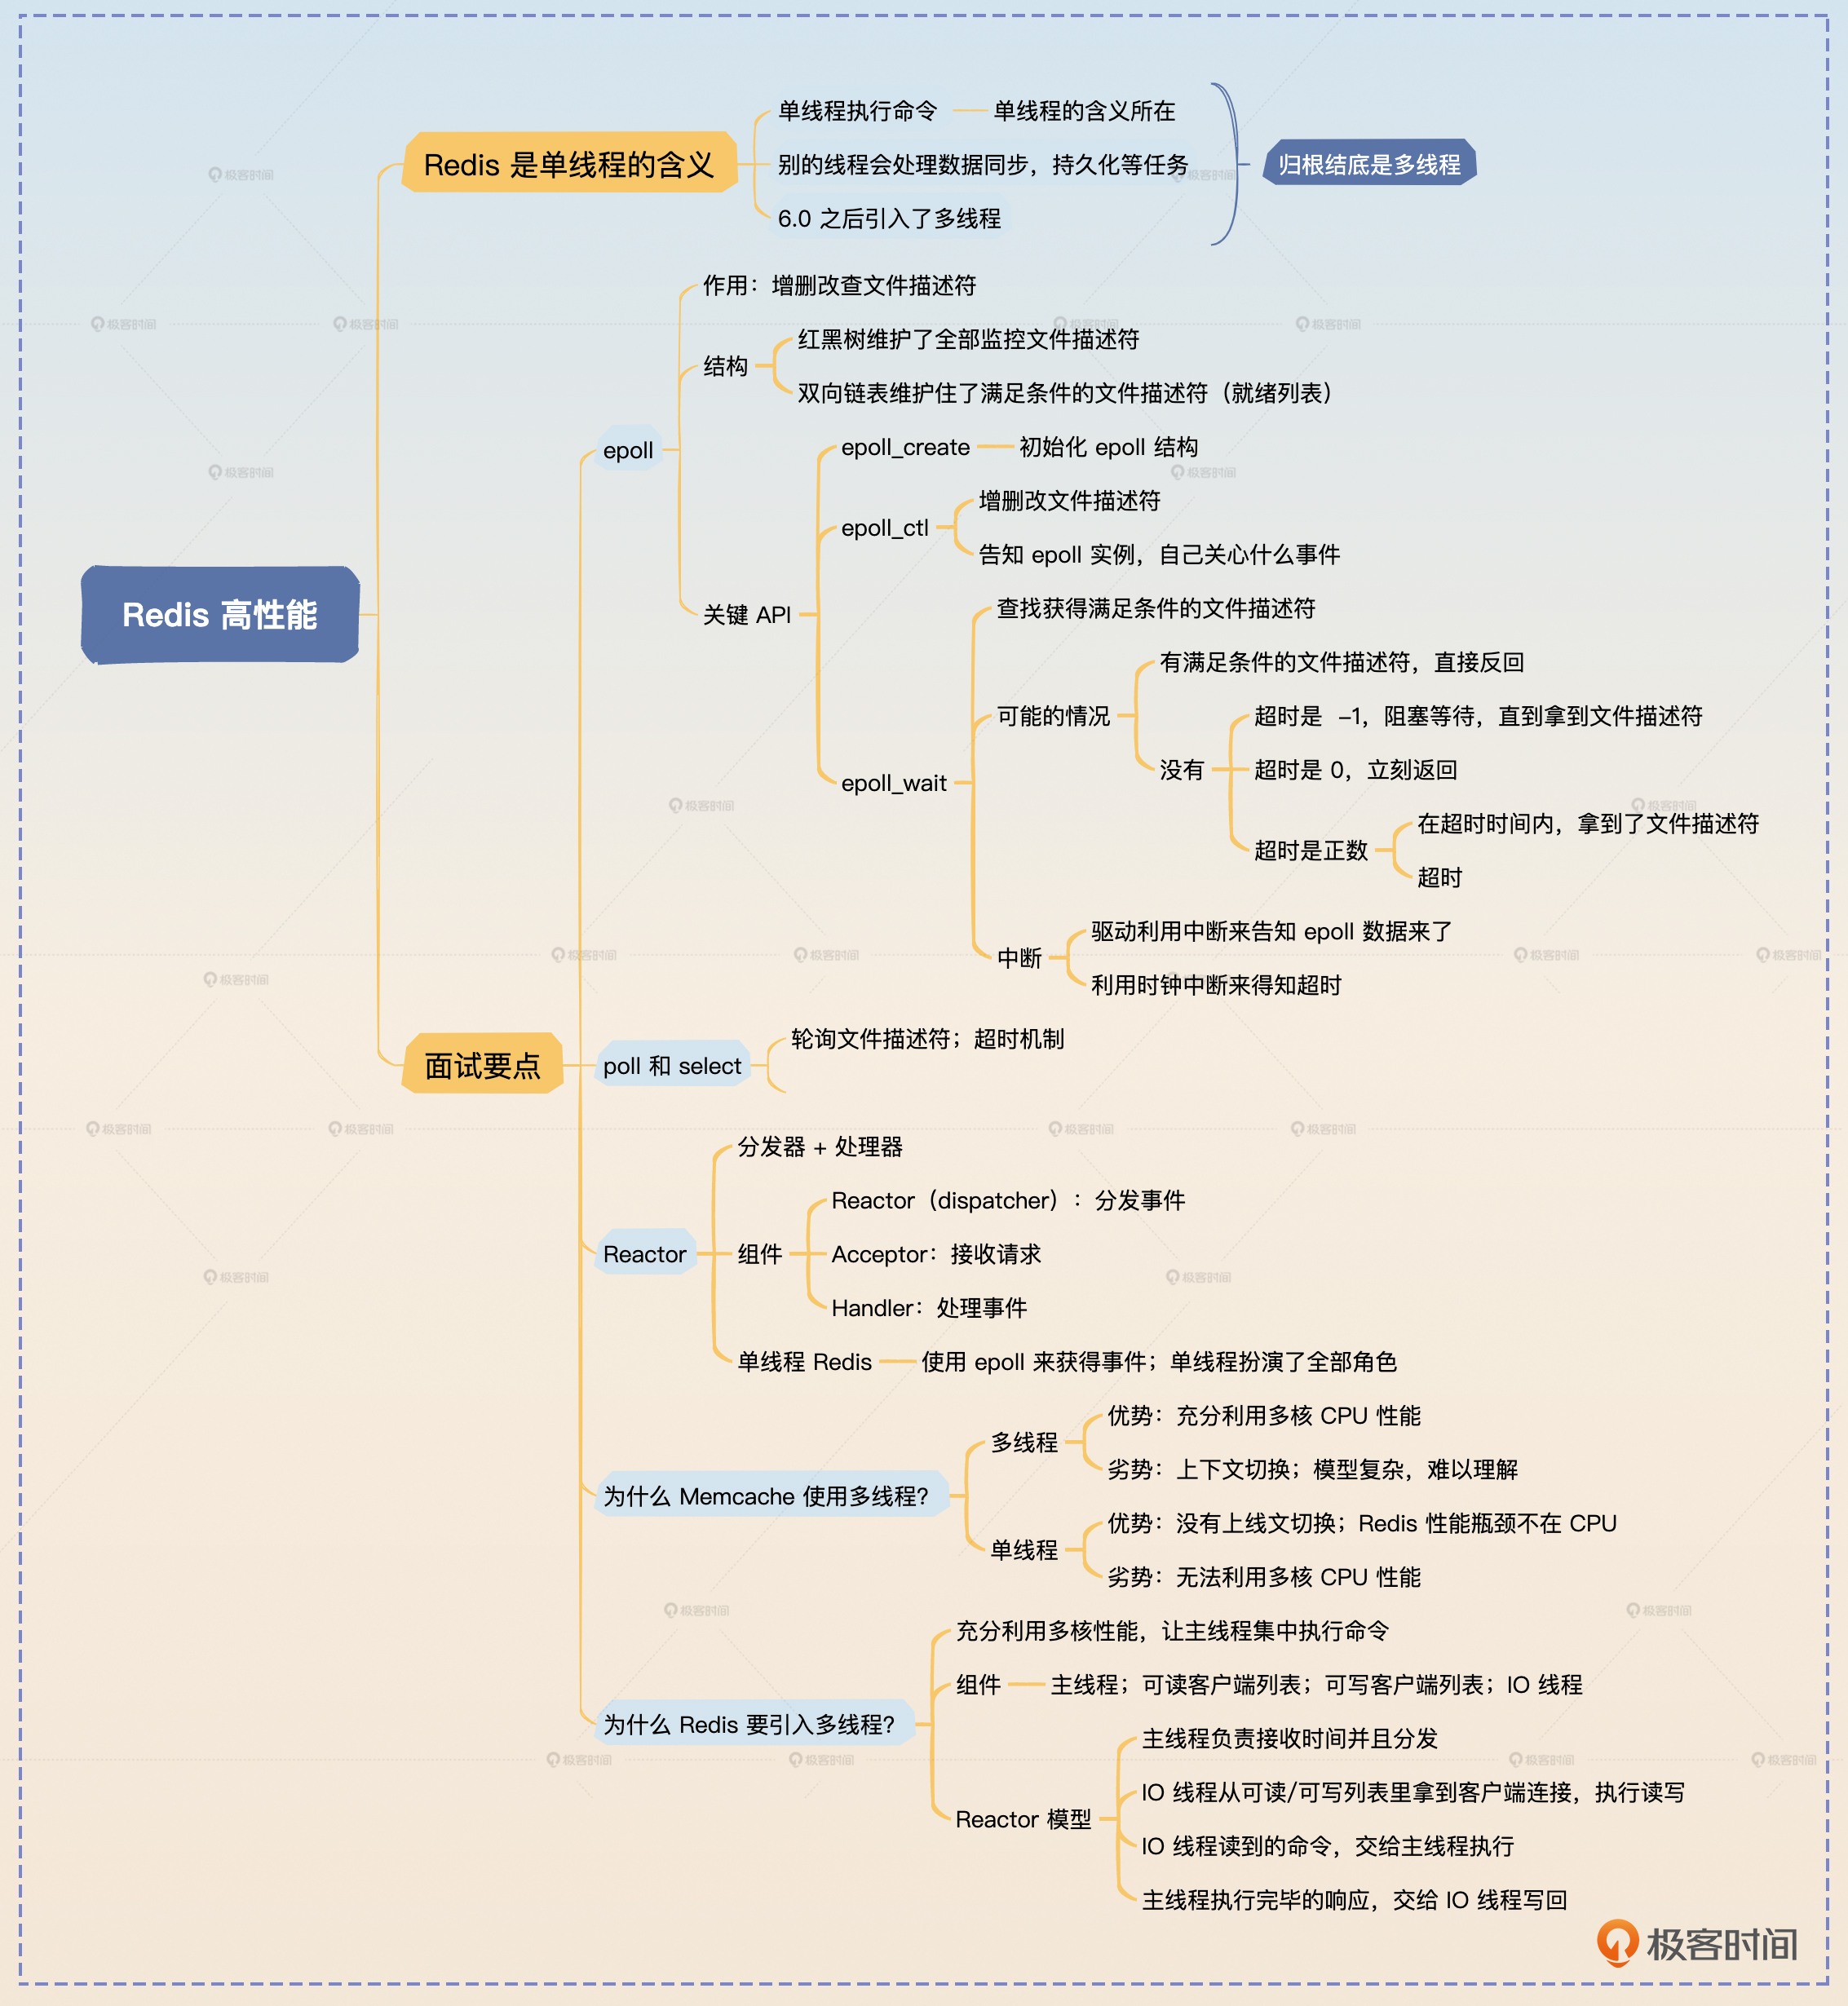 Redis 高性能
Redis 是单线程的含义
单线程执行命令
单线程的含义所在
别的线程会处理数据同步，持久化等任务
6.0 之后引入了多线程
归根结底是多线程
面试要点
epoll
作用：增删改查文件描述符
结构
红黑树维护了全部监控文件描述符
双向链表维护住了满足条件的文件描述符（就绪列表）
关键 API
epoll_create
初始化 epoll 结构
epoll_ctl
增删改文件描述符
告知 epoll 实例，自己关心什么事件
epoll_wait
查找获得满足条件的文件描述符
可能的情况
有满足条件的文件描述符，直接反回
没有
超时是 -1，阻塞等待，直到拿到文件描述符
超时是 0，立刻返回
超时是正数
在超时时间内，拿到了文件描述符
超时
中断
驱动利用中断来告知 epoll 数据来了
利用时钟中断来得知超时
poll 和 select
轮询文件描述符；超时机制
Reactor
分发器 + 处理器
组件
Reactor（dispatcher）：分发事件
Acceptor：接收请求
Handler：处理事件
单线程 Redis
使用 epoll 来获得事件；单线程扮演了全部角色
为什么 Memcache 使用多线程？
多线程
优势：充分利用多核 CPU 性能
劣势：上下文切换；模型复杂，难以理解
单线程
优势：没有上线文切换；Redis 性能瓶颈不在 CPU
劣势：无法利用多核 CPU 性能
为什么 Redis 要引入多线程？
充分利用多核性能，让主线程集中执行命令
组件
主线程；可读客户端列表；可写客户端列表；IO 线程
Reactor 模型
主线程负责接收时间并且分发
IO 线程从可读/可写列表里拿到客户端连接，执行读写
IO 线程读到的命令，交给主线程执行
主线程执行完毕的响应，交给 IO 线程写回
极客时间